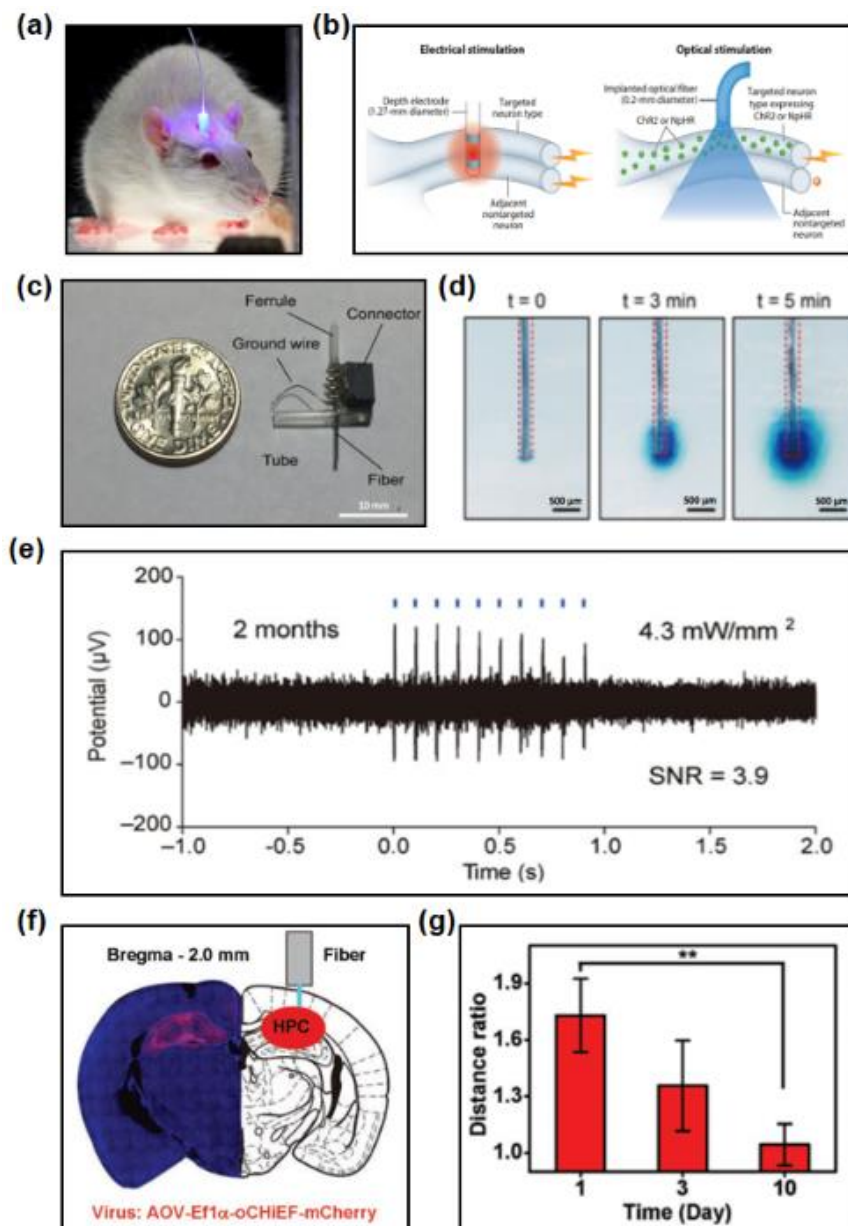 (a)
(b)
Electrical stimulation
Optical stimulation
Depth electrode
(1.27-mm diameter)
Targeted neuron
type
Implanted optical fiber
(0.2-mm diameter)
ChR2 or NpHR
Targeted neuron
type expressing
ChR2 or NpHR
Adjacent
nontargeted
neuron
Adjacent
nontargeted
neuron
(c)
Ferrule
Connector
Ground wire
Tube
Fiber
10 mm
(d)
t = 0
t = 3 min
t = 5 min
500 µm
500 µm
500 µm
(e)
200
100
0
−100
−200
Potential (µV)
2 months
4.3 mW/mm 2
SNR = 3.9
−1.0
-0.5
0.0
0.5
1.0
1.5
2.0
Time (s)
(f)
Bregma - 2.0 mm
Fiber
HPC
Virus: AOV-Ef1α-oCHiEF-mCherry
(g)
**
1.9
1.6
1.3
1.0
Distance ratio
1
3
10
Time (Day)